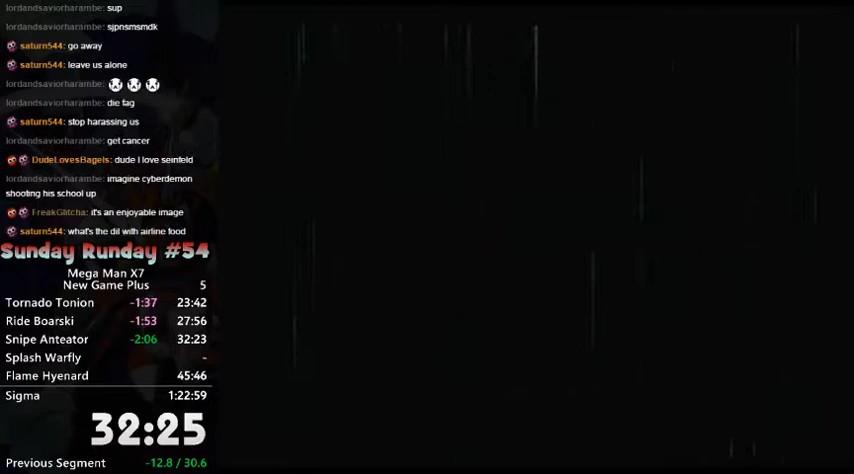 lordandsaviorharambe: sup
lordandsaviorharambe: sjpnsmsmdk
saturn544: go away
saturn544: leave us alone
lordandsaviorharambe:
lordandsaviorharambe: die fag
saturn544: stop harassing us
lordandsaviorharambe: get cancer
DudeLovesBagels: dude I love seinfeld
lordandsaviorharambe: imagine cyberdemon
shooting his school up
FreakGlitcha: it's an enjoyable image
saturn544: what's the dil with airline food
Sunday Runday #54
Mega Man X7
New Game Plus 5
Tornado Tonion -1:37 23:42
Ride Boarski -1:53 27:56
Snipe Anteator -2:06 32:23
Splash Warfly -
Flame Hyenard 45:46
Sigma 1:22:59
32:25
Previous Segment -12.8 / 30.6